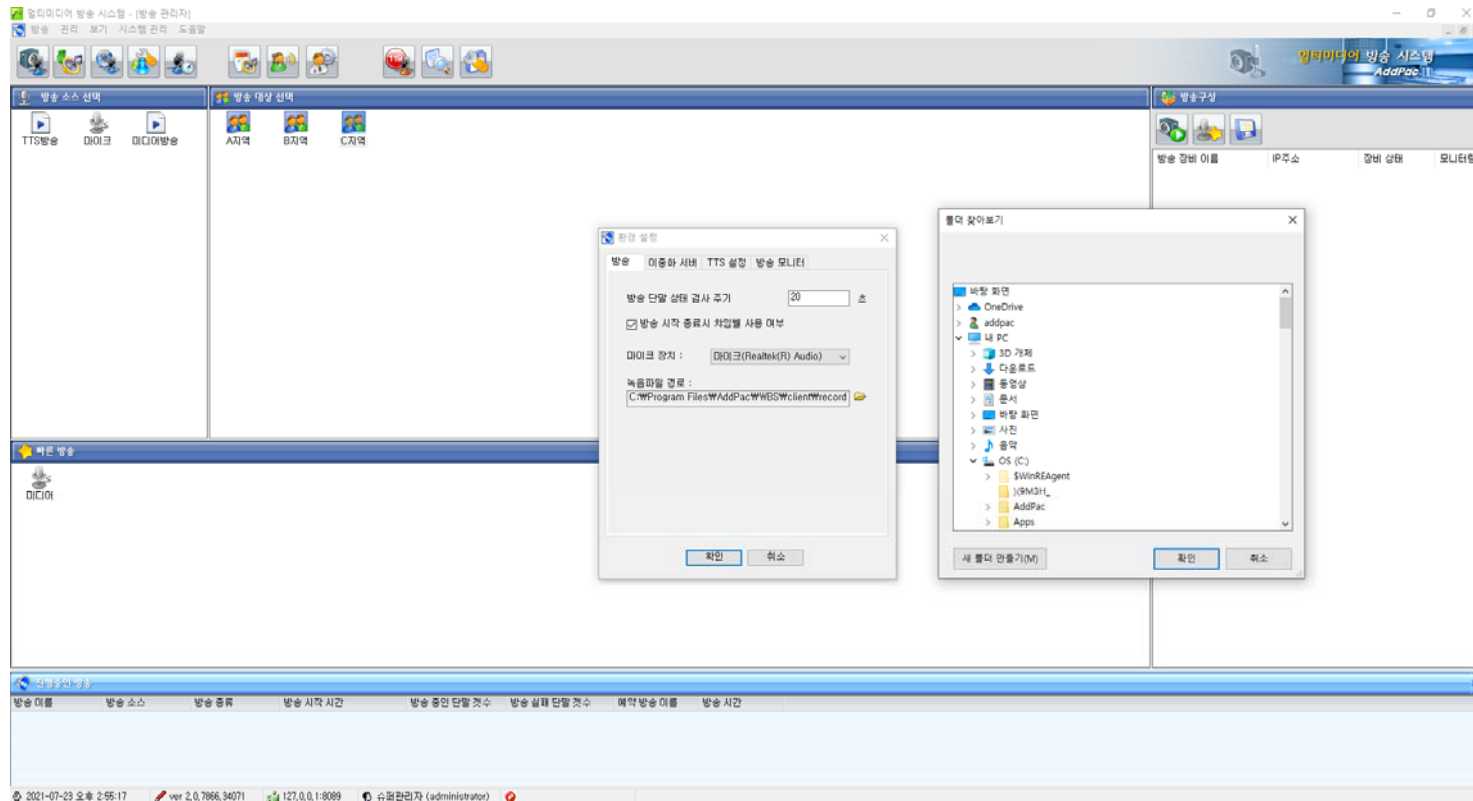 멀티미디어 방송 시스템 - [방송 관리자]
방송 관리 보기 시스템 관리 도움말
멀티미디어 방송 시스템
AddPac
방송 소스 선택
방송 대상 선택
방송구성
TTS방송 마이크 미디어방송
A지역 B지역 C지역
방송 장비 이름 IP주소 장비 상태 모니터링
환경 설정
방송 이중화 서버 TTS 설정 방송 모니터
방송 단말 상태 검사 주기 20 초
방송 시작 종료시 차임벨 사용 여부
마이크 장치 : 마이크(Realtek(R) Audio)
녹음파일 경로 :
C:₩Program Files₩AddPac₩WBS₩client₩record
확인 취소
폴더 찾아보기
바탕 화면
OneDrive
addpac
내 PC
3D 개체
다운로드
동영상
문서
바탕 화면
사진
음악
OS (C:)
$WinREAgent
)(9M3H_
AddPac
Apps
새 폴더 만들기(M) 확인 취소
빠른 방송
미디어
진행중인 방송
방송 이름 방송 소스 방송 종류 방송 시작 시간 방송 중인 단말 갯수 방송 실패 단말 갯수 예약 방송 이름 방송 시간
2021-07-23 오후 2:55:17 ver 2,0,7866,34071 127,0,0,1:8089 슈퍼관리자 (administrator)